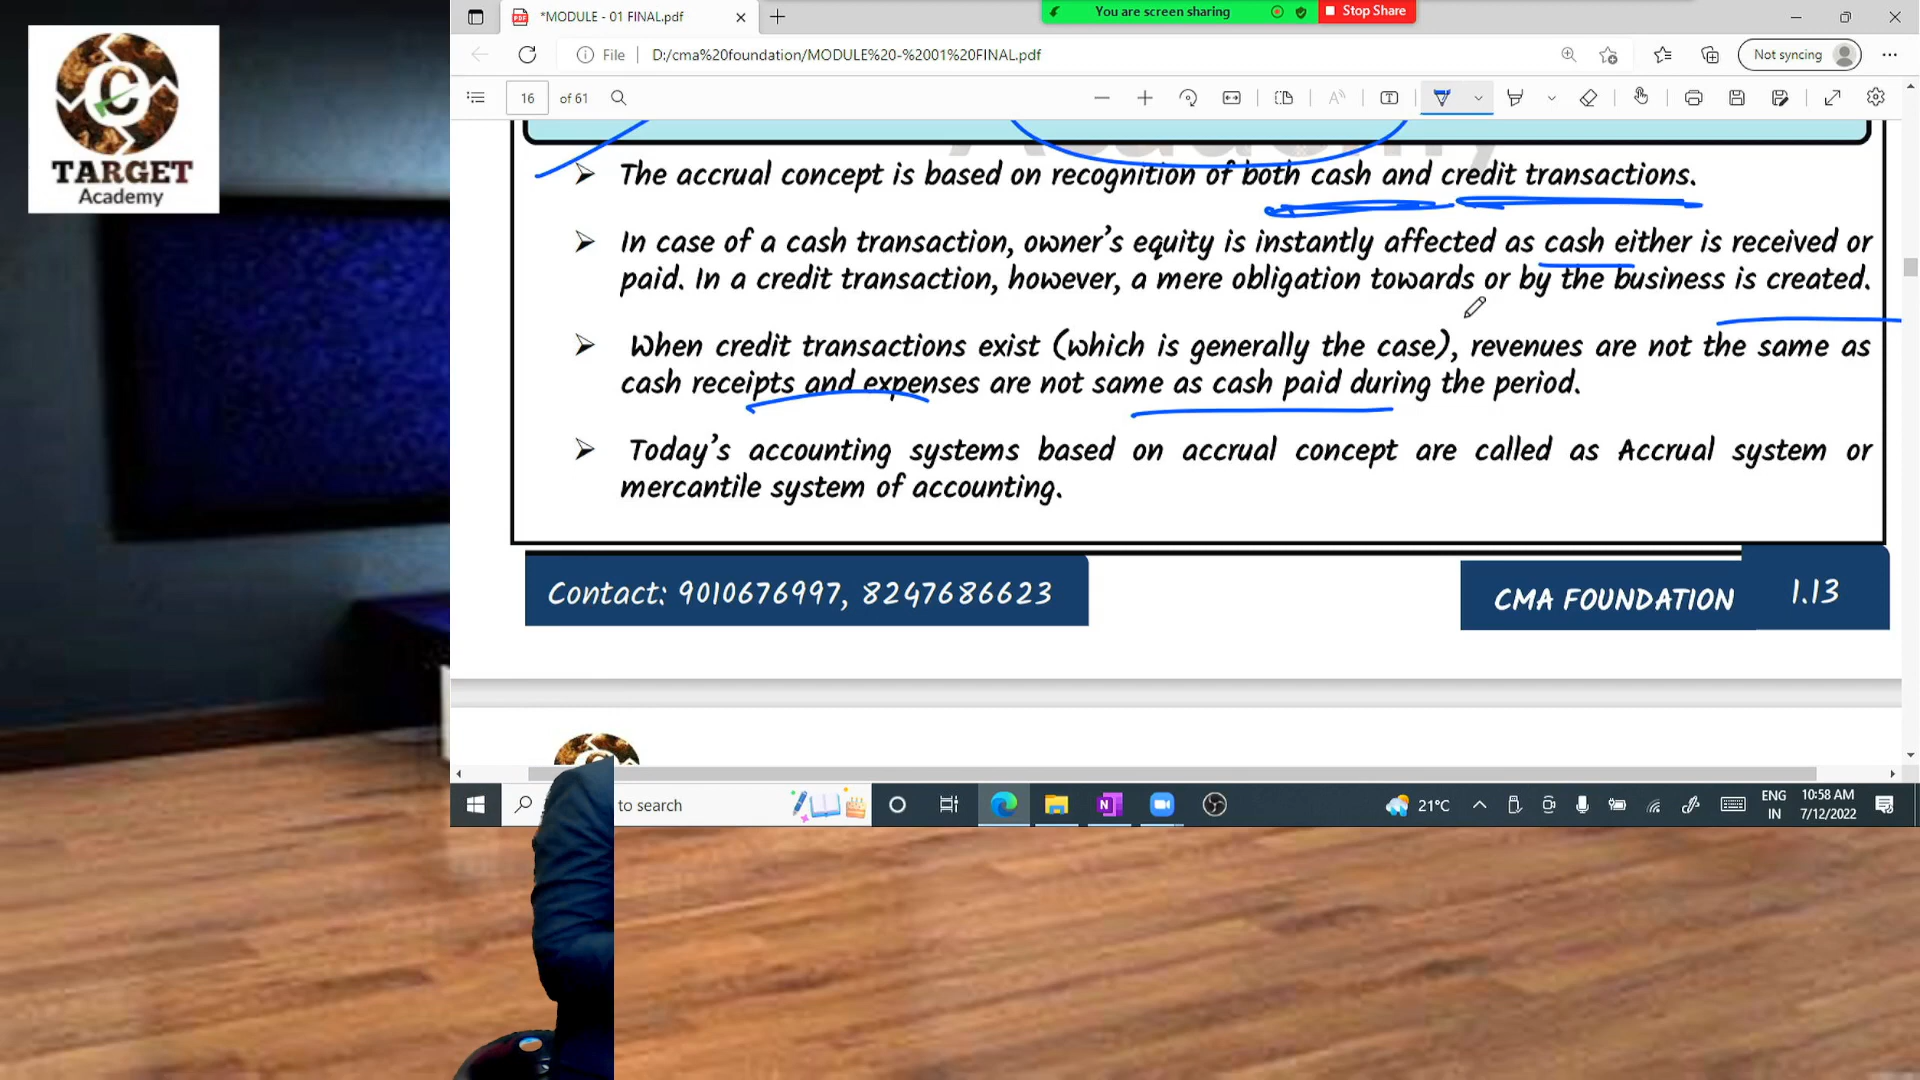 TARGET
Academy
*MODULE - 01 FINAL.pdf
You are screen sharing
Stop Share
File
D:/cma%20foundation/MODULE%20-%2001%20FINAL.pdf
Not syncing
16
of 61
The accrual concept is based on recognition of both cash and credit transactions.
In case of a cash transaction, owner's equity is instantly affected as cash either is received or
paid. In a credit transaction, however, a mere obligation towards or by the business is created.
When credit transactions exist (which is generally the case), revenues are not the same as
cash receipts and expenses are not same as cash paid during the period.
Today's accounting systems based on accrual concept are called as Accrual system or
mercantile system of accounting.
Contact: 9010676997, 8247686623
CMA FOUNDATION
1.13
to search
21°C
ENG
IN
10:58 AM
7/12/2022